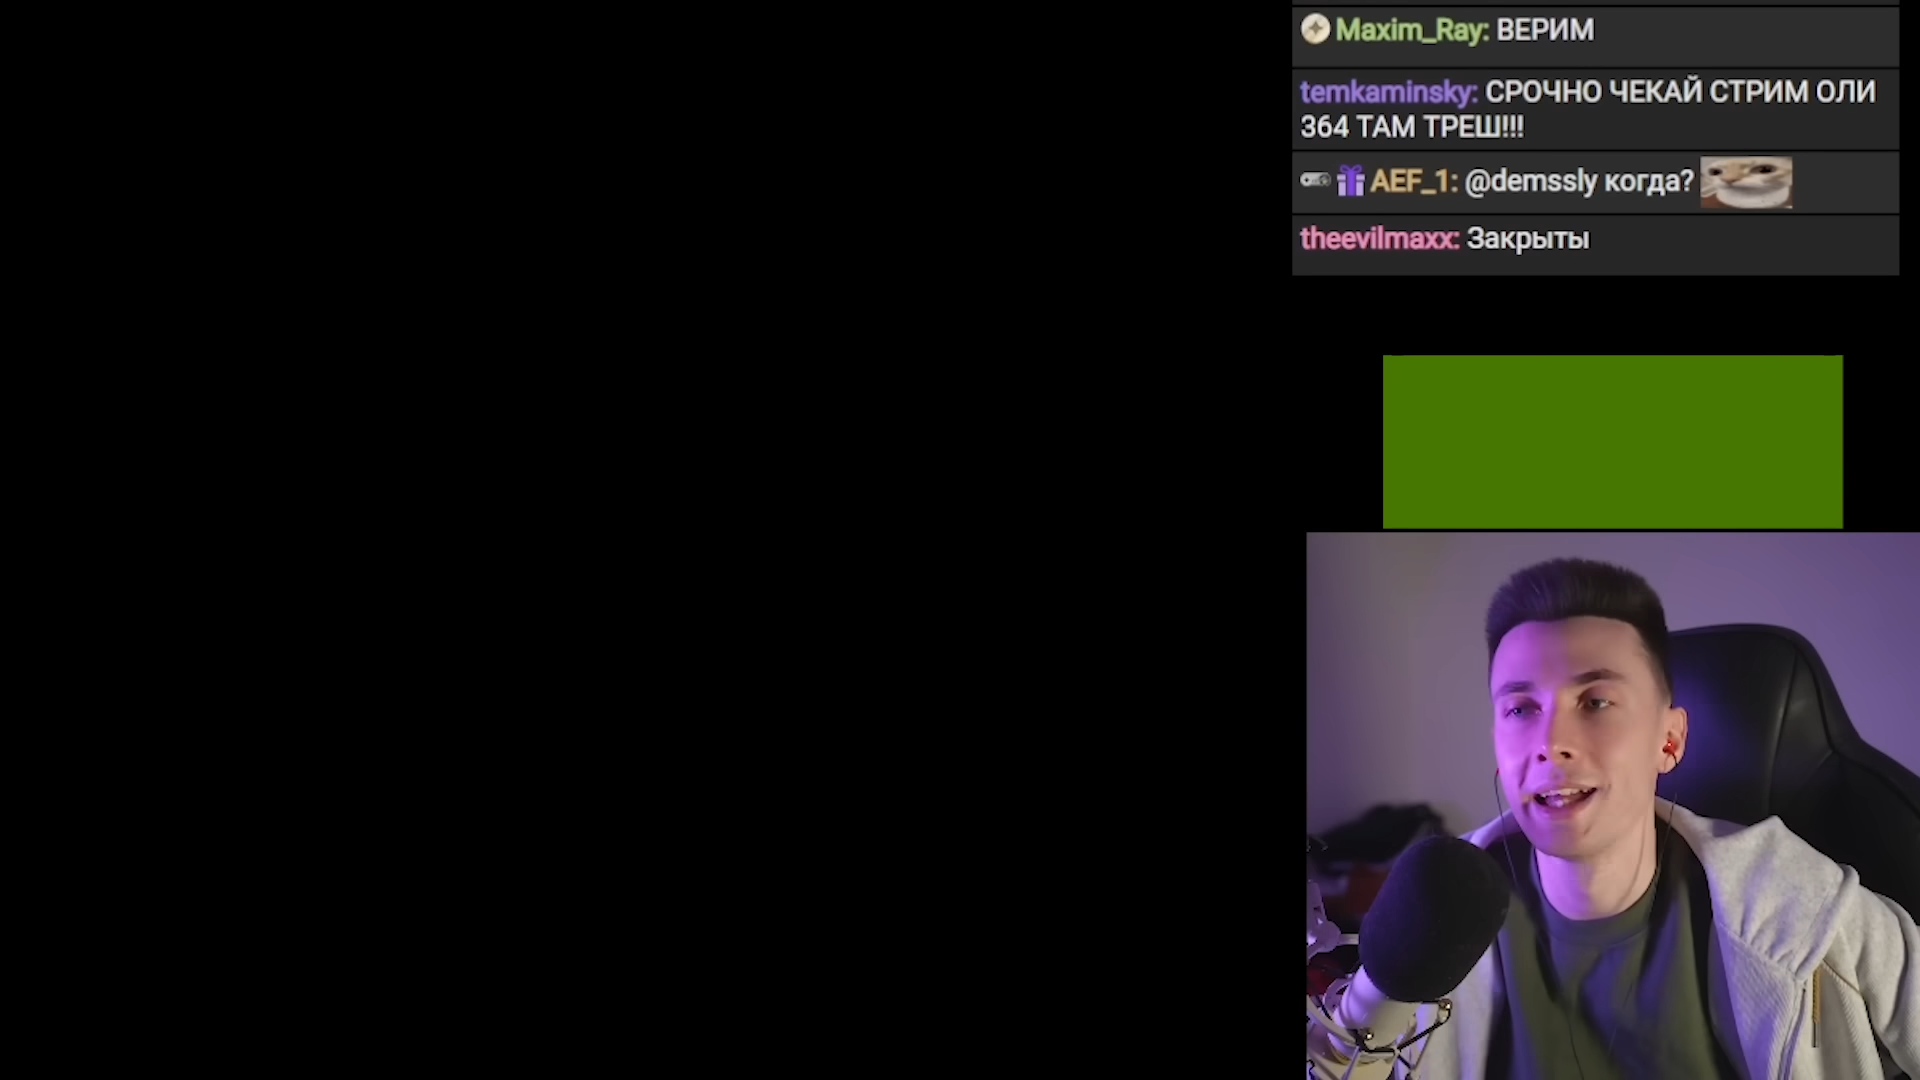 Maxim_Ray: ВЕРИМ
temkaminsky: СРОЧНО ЧЕКАЙ СТРИМ ОЛИ
364 ТАМ ТРЕШ!!!
AEF_1: @demssly когда?
theevilmaxx: Закрыты